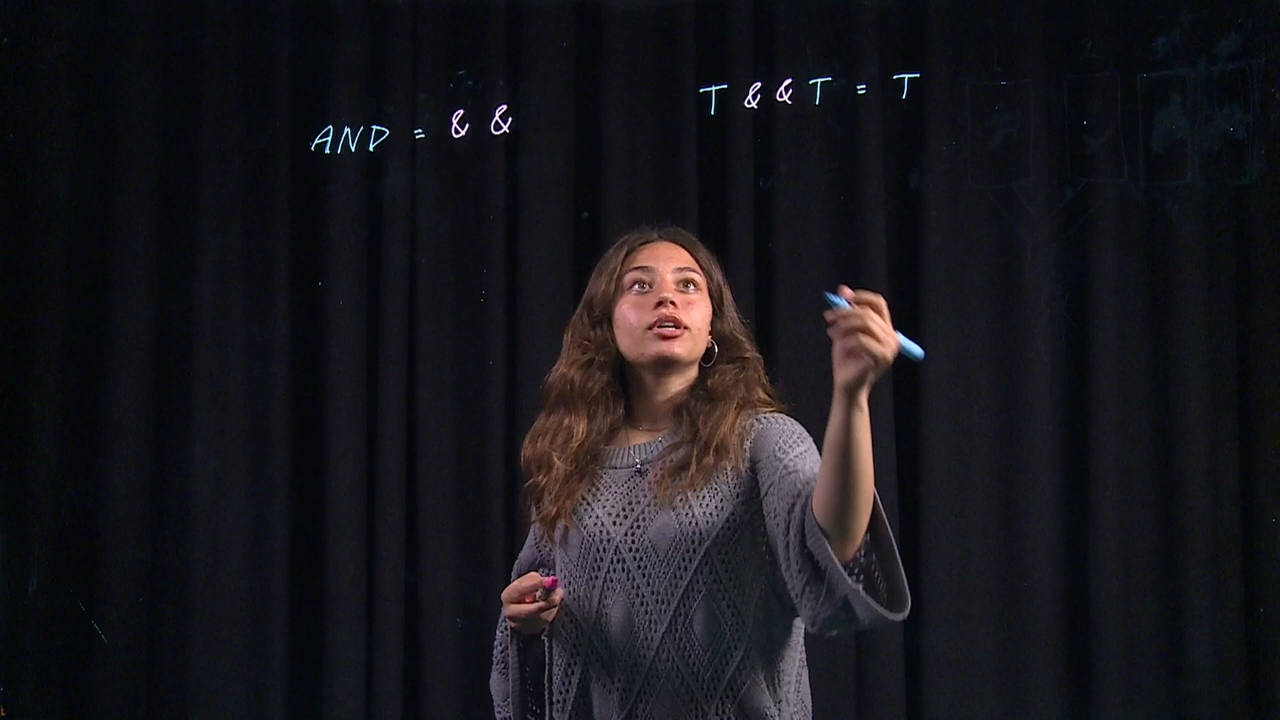 AND = & &
T & & T = T